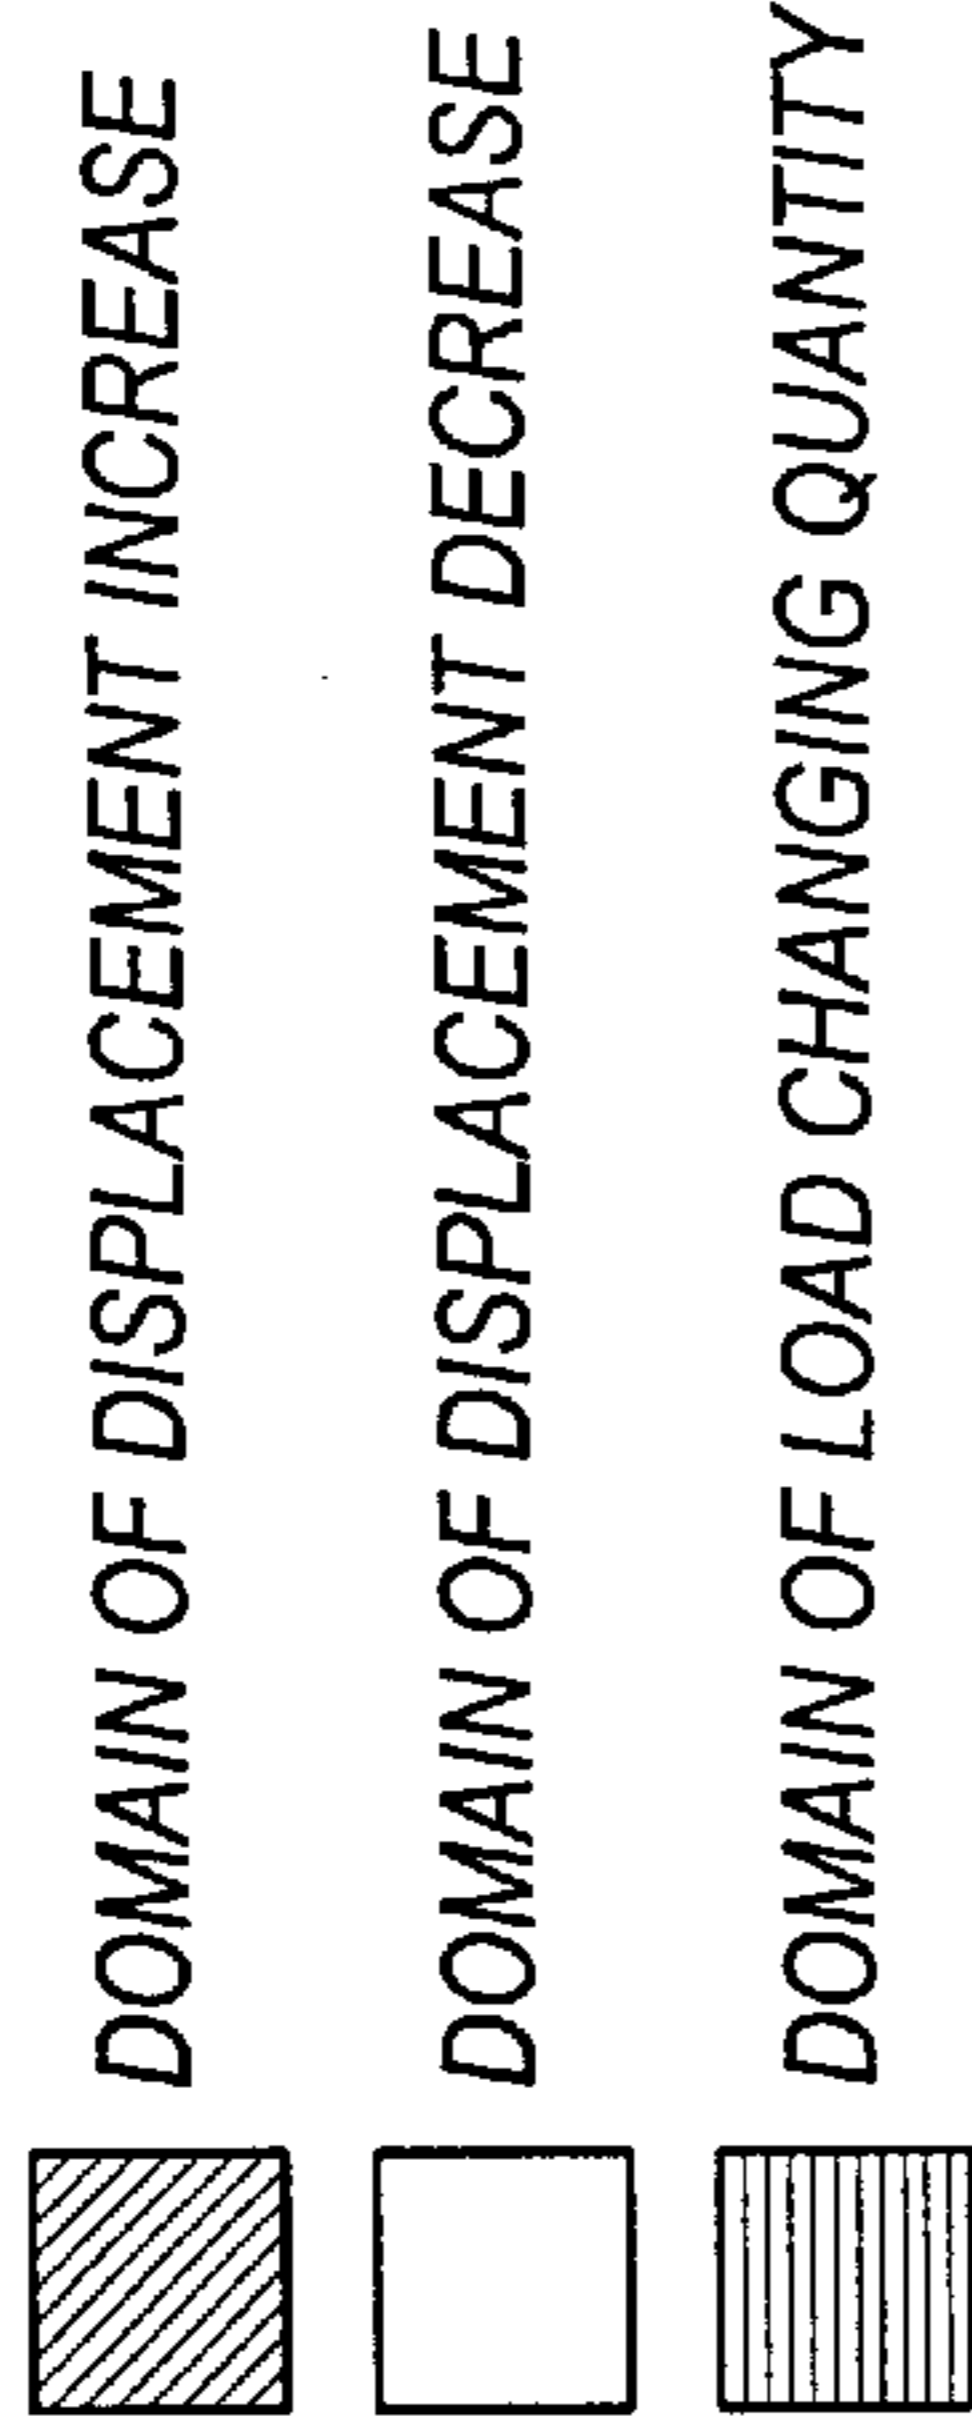 DOMAIN OF DISPLACEMENT INCREASE
DOMAIN OF DISPLACEMENT DECREASE
DOMAIN OF LOAD CHANGING QUANTITY